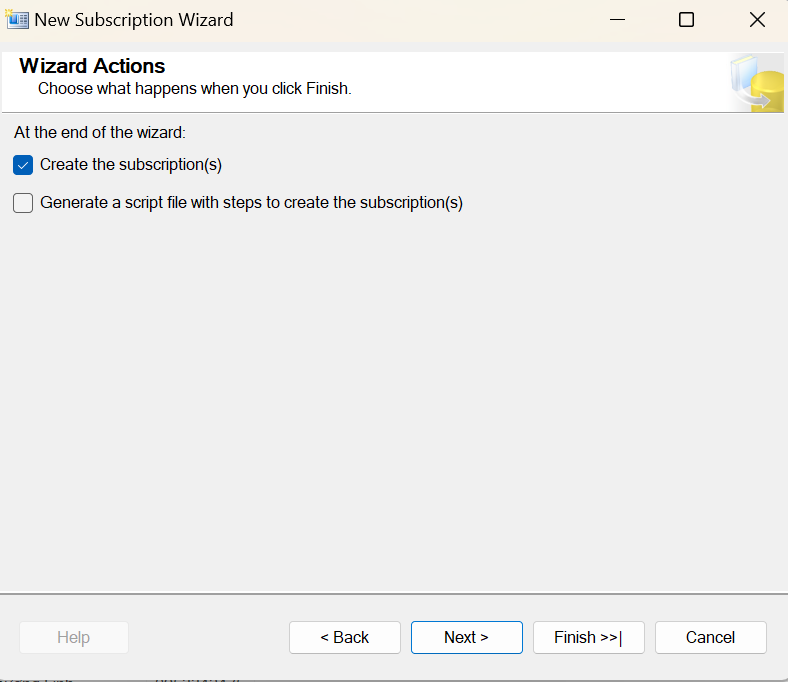 New Subscription Wizard
Wizard Actions
Choose what happens when you click Finish.
At the end of the wizard:
Create the subscription(s)
Generate a script file with steps to create the subscription(s)
Help < Back Next > Finish >>| Cancel